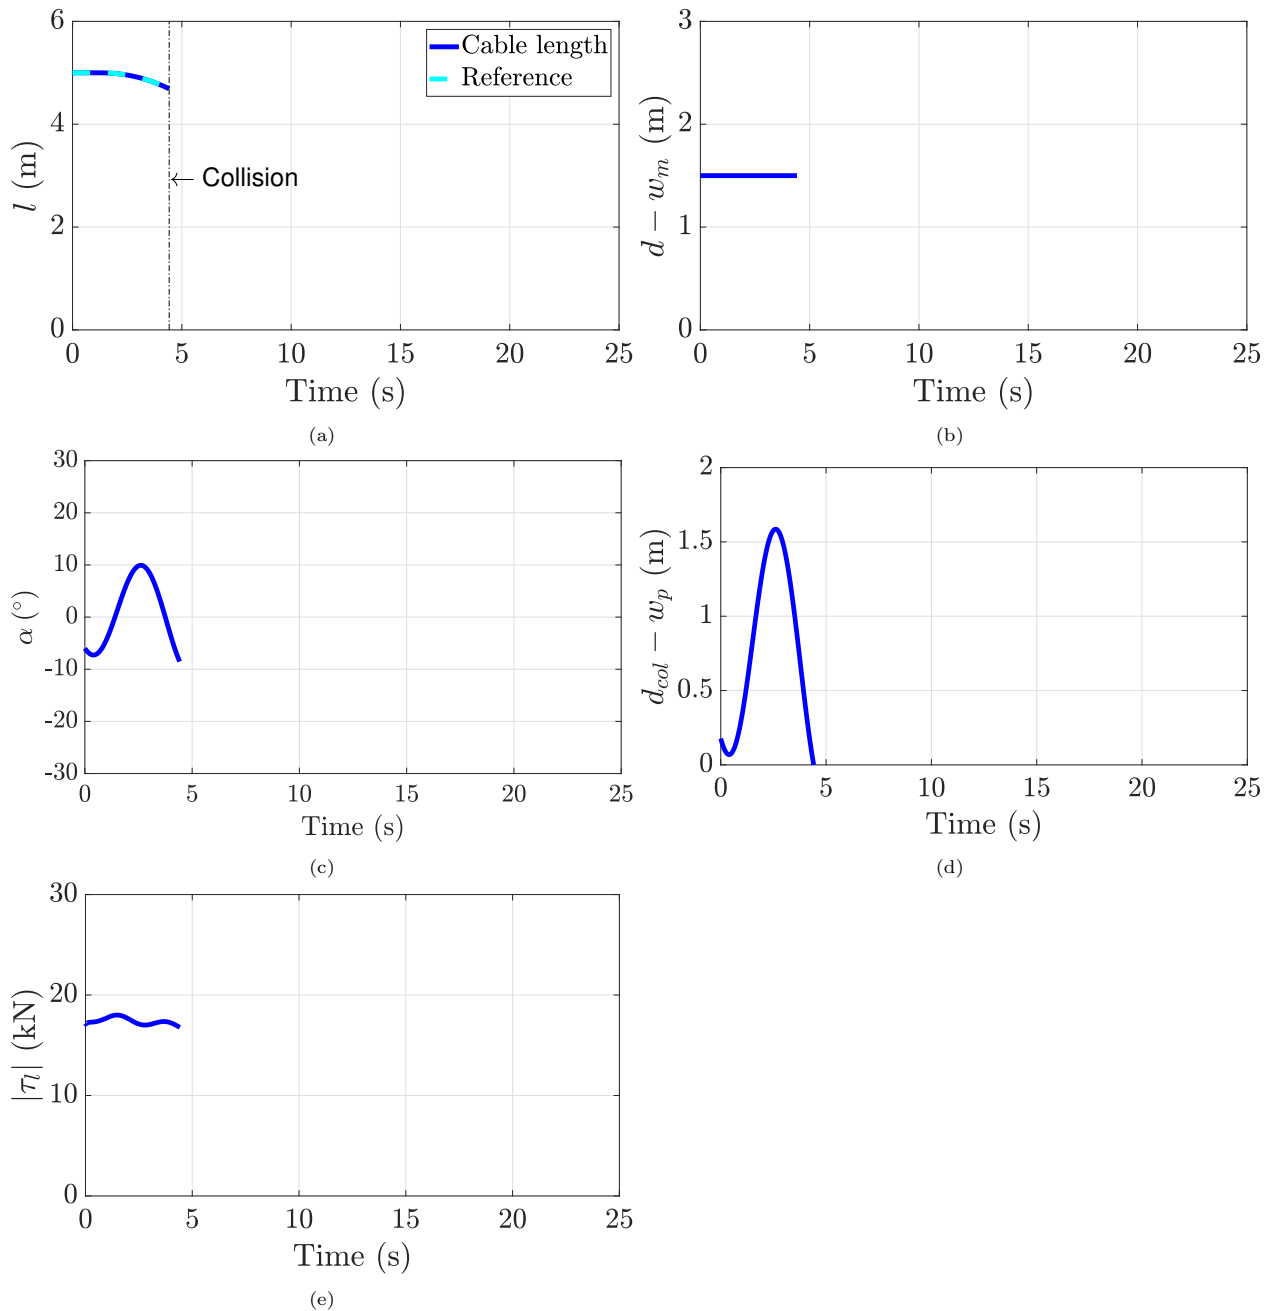 6
4
2
0
l (m)
Cable length
Reference
Collision
0 5 10 15 20 25
Time (s)
(a)
3
2
1
0
d − w_m (m)
0 5 10 15 20 25
Time (s)
(b)
30
20
10
0
-10
-20
-30
α (°)
0 5 10 15 20 25
Time (s)
(c)
2
1.5
1
0.5
0
d_{col} − w_p (m)
0 5 10 15 20 25
Time (s)
(d)
30
20
10
0
|τ_l| (kN)
0 5 10 15 20 25
Time (s)
(e)